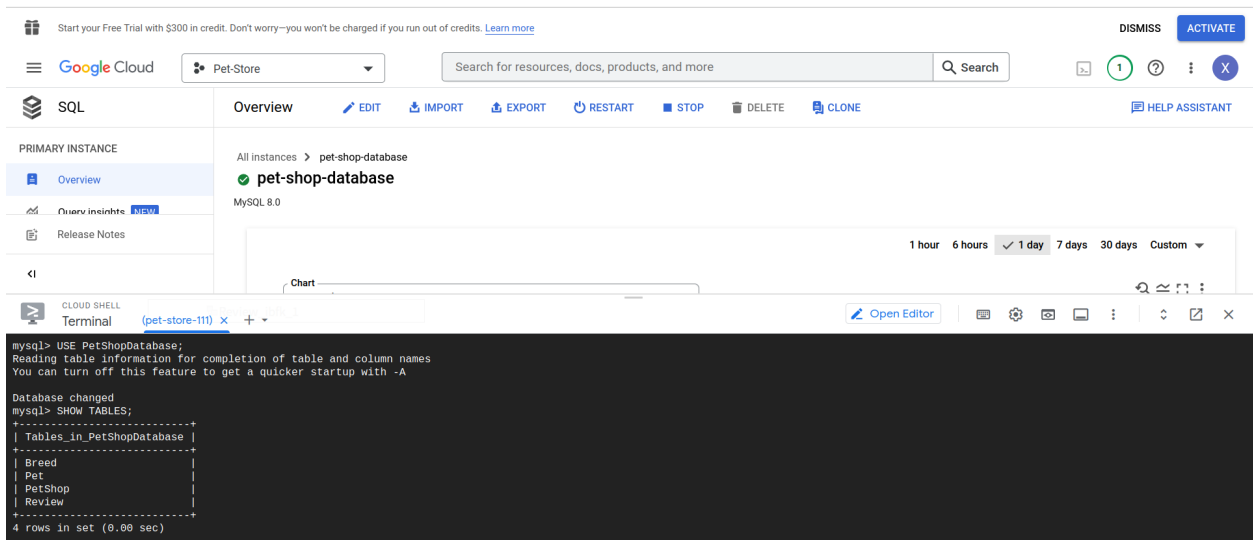 Start your Free Trial with $300 in credit. Don't worry—you won't be charged if you run out of credits. Learn more
DISMISS
ACTIVATE
Google Cloud
Pet-Store
Search for resources, docs, products, and more
Search
1
X
SQL
Overview
EDIT
IMPORT
EXPORT
RESTART
STOP
DELETE
CLONE
HELP ASSISTANT
PRIMARY INSTANCE
Overview
Query insights NEW
Release Notes
All instances > pet-shop-database
pet-shop-database
MySQL 8.0
1 hour
6 hours
1 day
7 days
30 days
Custom
Chart
CLOUD SHELL
Terminal
(pet-store-111)
Open Editor
mysql> USE PetShopDatabase;
Reading table information for completion of table and column names
You can turn off this feature to get a quicker startup with -A
Database changed
mysql> SHOW TABLES;
+---------------------------+
| Tables_in_PetShopDatabase |
+---------------------------+
| Breed                     |
| Pet                       |
| PetShop                   |
| Review                    |
+---------------------------+
4 rows in set (0.00 sec)